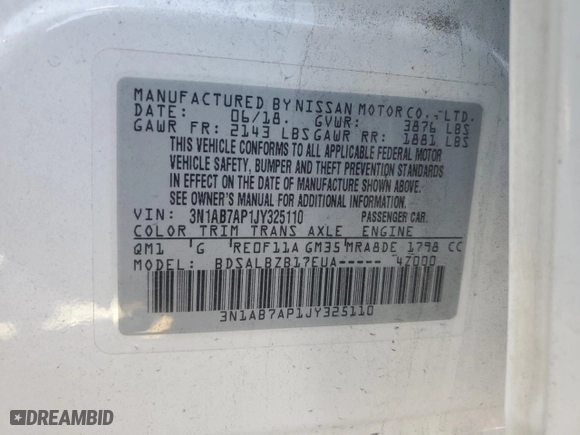 MANUFACTURED BY NISSAN MOTOR CO., LTD.
DATE: 06/18. GVWR: 3876 LBS
GAWR FR: 2143 LBS GAWR RR: 1881 LBS
THIS VEHICLE CONFORMS TO ALL APPLICABLE FEDERAL MOTOR
VEHICLE SAFETY, BUMPER AND THEFT PREVENTION STANDARDS
IN EFFECT ON THE DATE OF MANUFACTURE SHOWN ABOVE.
SEE OWNER'S MANUAL FOR ADDITIONAL INFORMATION.
VIN: 3N1AB7AP1JY325110 PASSENGER CAR.
COLOR TRIM TRANS AXLE ENGINE
QM1 G RE0F11A GM35 MRA8DE 1798 CC
MODEL: BDSALBZB17EUA----- 4Z000
3N1AB7AP1JY325110
DREAMBID